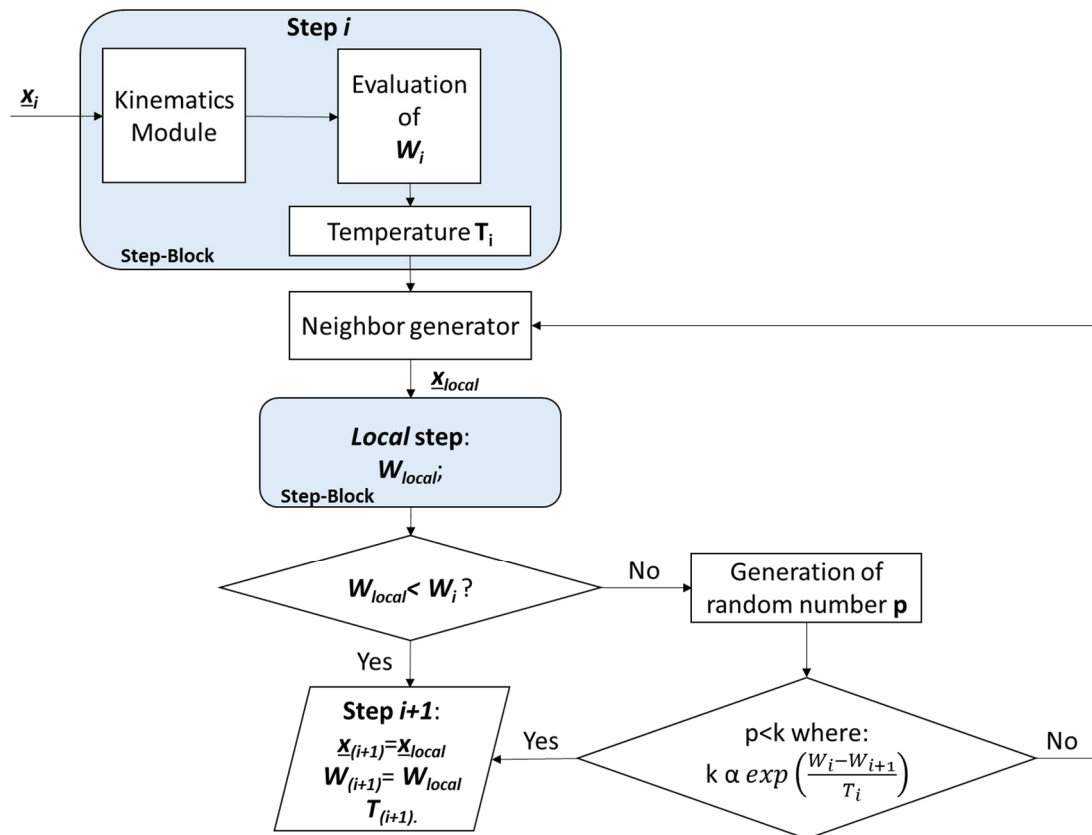 Step i
x_i
Kinematics
Module
Evaluation
of
W_i
Temperature T_i
Step-Block
Neighbor generator
x_local
Local step:
W_local;
Step-Block
W_local< W_i ?
No
Generation of
random number p
Yes
Step i+1:
x_(i+1)=x_local
W_(i+1)= W_local
T_(i+1).
Yes
p<k where:
k α exp((W_i−W_{i+1})/T_i)
No